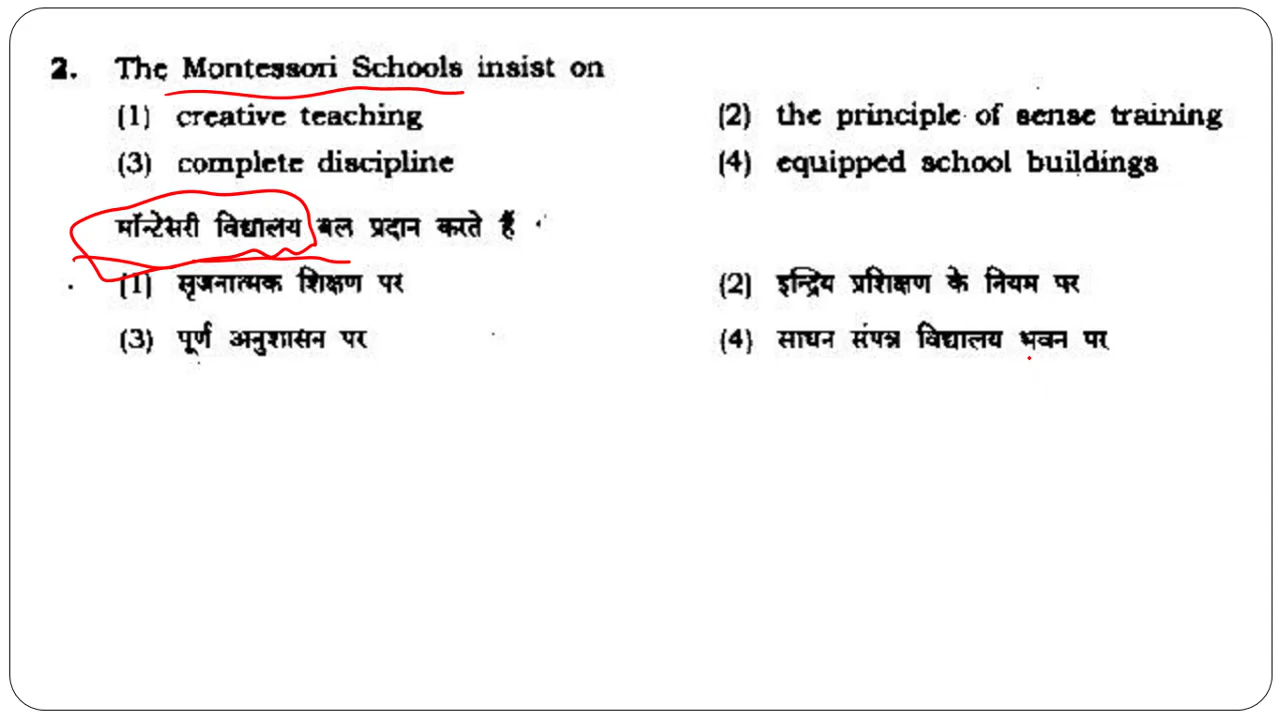 2. The Montessori Schools insist on
(1) creative teaching (2) the principle of sense training
(3) complete discipline (4) equipped school buildings
मॉन्टेसरी विद्यालय बल प्रदान करते हैं
(1) सृजनात्मक शिक्षण पर (2) इन्द्रिय प्रशिक्षण के नियम पर
(3) पूर्ण अनुशासन पर (4) साधन संपन्न विद्यालय भवन पर